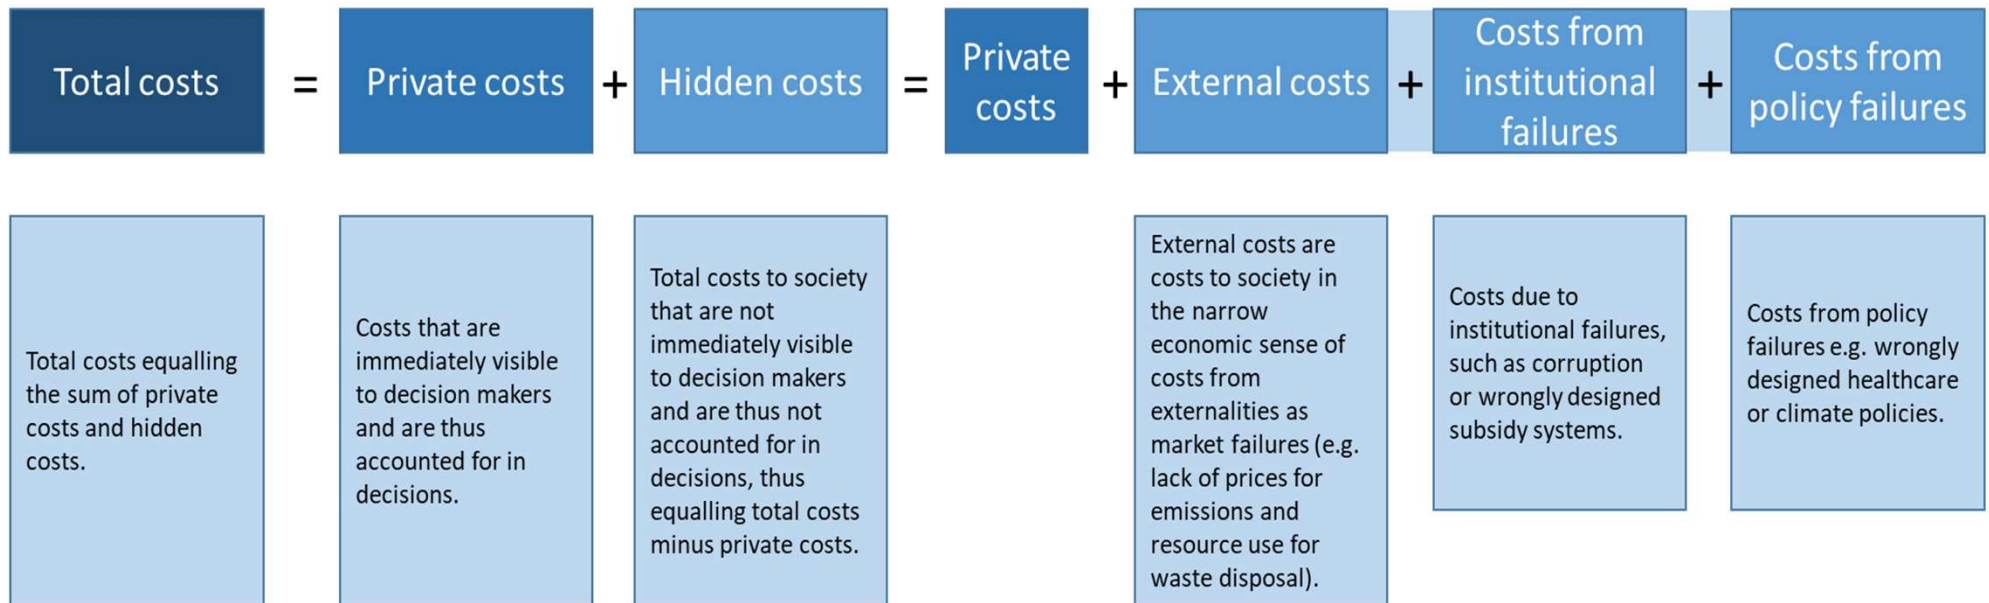 Total costs
=
Private costs
+
Hidden costs
=
Private
costs
+
External costs
+
Costs from
institutional
failures
+
Costs from
policy failures
Total costs equalling
the sum of private
costs and hidden
costs.
Costs that are
immediately visible
to decision makers
and are thus
accounted for in
decisions.
Total costs to society
that are not
immediately visible
to decision makers
and are thus not
accounted for in
decisions, thus
equalling total costs
minus private costs.
External costs are
costs to society in
the narrow
economic sense of
costs from
externalities as
market failures (e.g.
lack of prices for
emissions and
resource use for
waste disposal).
Costs due to
institutional failures,
such as corruption
or wrongly designed
subsidy systems.
Costs from policy
failures e.g. wrongly
designed healthcare
or climate policies.